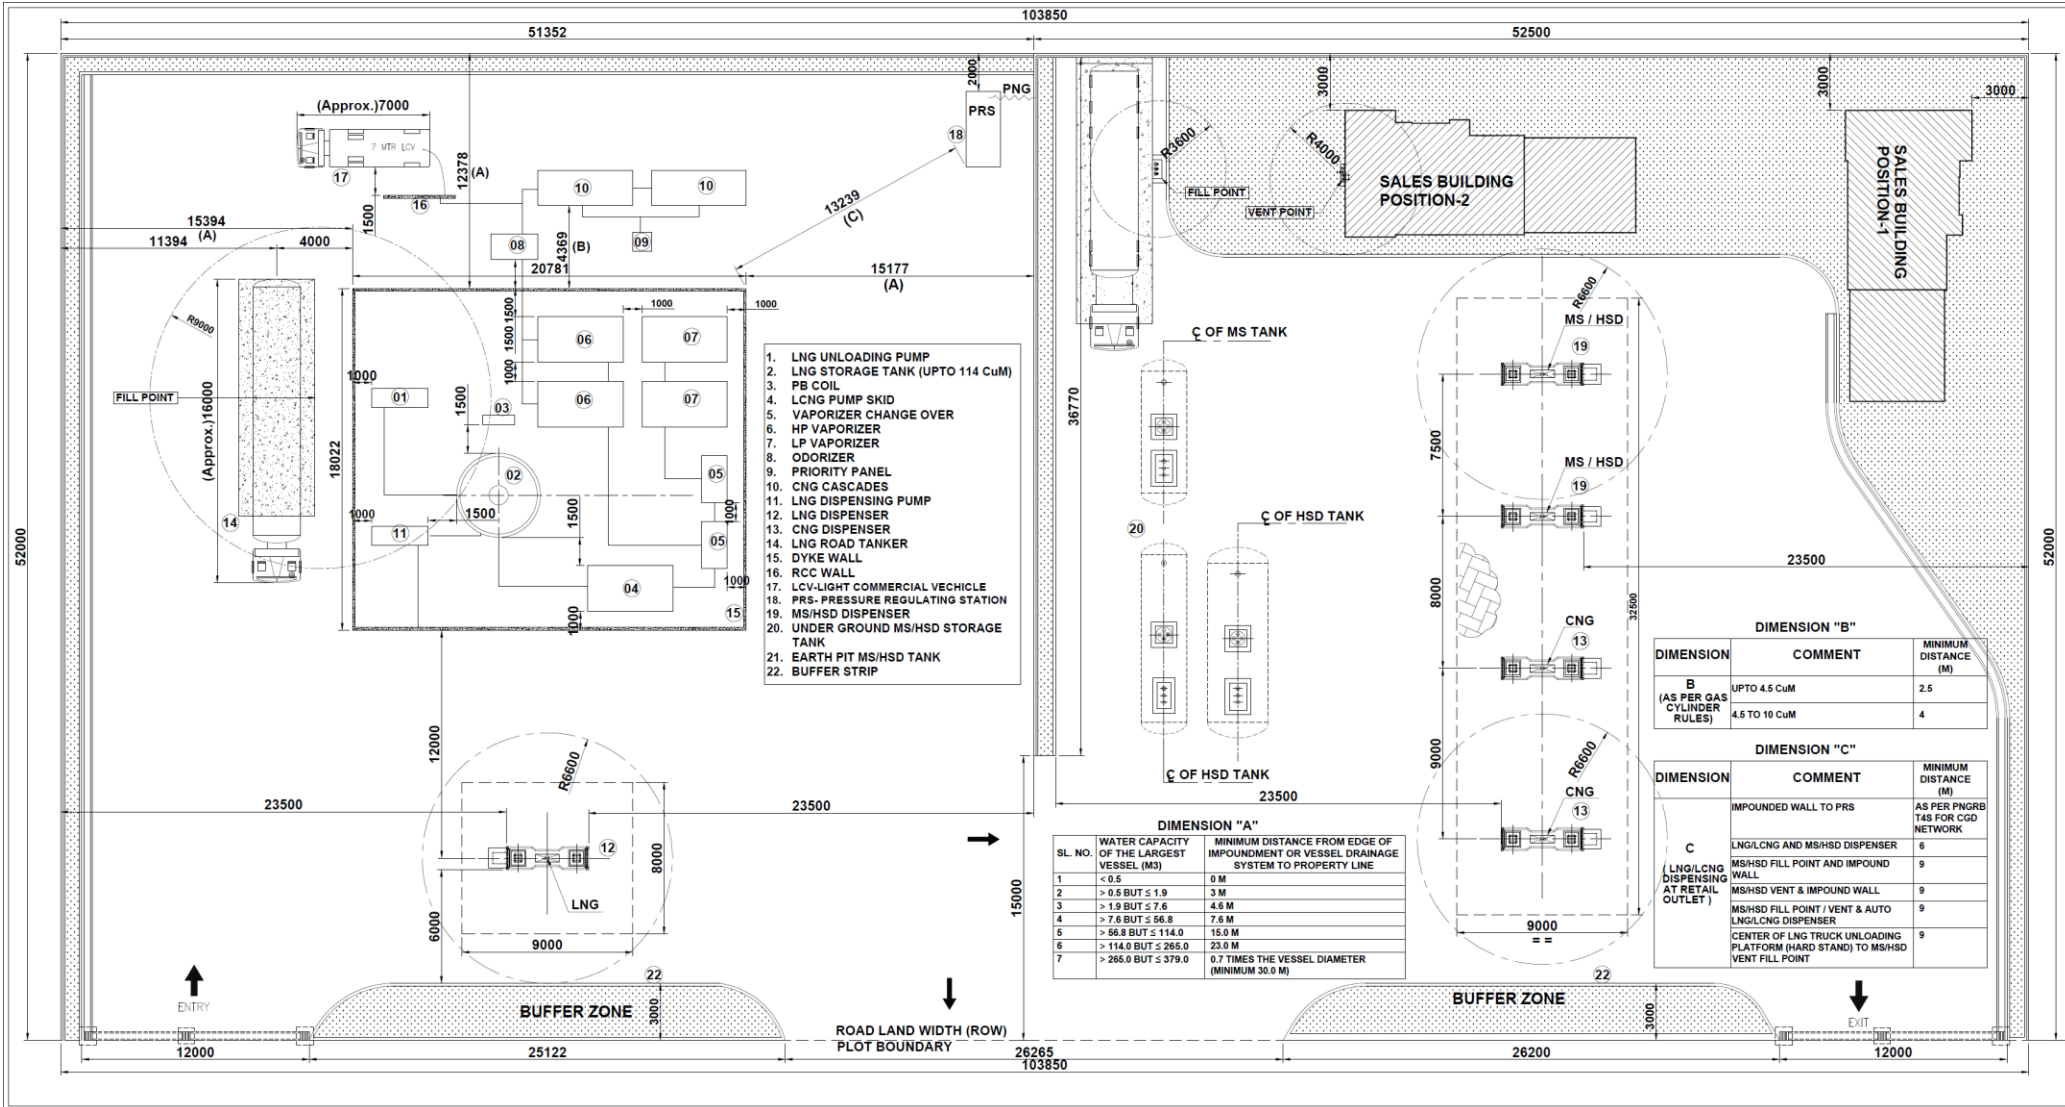 103850
51352
52500
2000
PNG
PRS
18
(Approx.)7000
7 MTR LCV
17
16
1500
12378
(A)
10
10
09
08
4369
(B)
13239
(C)
15394
(A)
11394
4000
20781
15177
(A)
R9000
FILL POINT
(Approx.)16000
14
18022
1500
1500
1000
1000
1000
06
07
06
07
1000
01
03
1500
02
05
1000
05
1000
11
1500
1500
1000
04
1000
15
52000
1. LNG UNLOADING PUMP
2. LNG STORAGE TANK (UPTO 114 CuM)
3. PB COIL
4. LCNG PUMP SKID
5. VAPORIZER CHANGE OVER
6. HP VAPORIZER
7. LP VAPORIZER
8. ODORIZER
9. PRIORITY PANEL
10. CNG CASCADES
11. LNG DISPENSING PUMP
12. LNG DISPENSER
13. CNG DISPENSER
14. LNG ROAD TANKER
15. DYKE WALL
16. RCC WALL
17. LCV-LIGHT COMMERCIAL VECHICLE
18. PRS- PRESSURE REGULATING STATION
19. MS/HSD DISPENSER
20. UNDER GROUND MS/HSD STORAGE
TANK
21. EARTH PIT MS/HSD TANK
22. BUFFER STRIP
12000
R6600
23500
23500
12
8000
LNG
6000
9000
ENTRY
22
BUFFER ZONE
3000
ROAD LAND WIDTH (ROW)
PLOT BOUNDARY
15000
36770
R3600
FILL POINT
R4000
VENT POINT
3000
SALES BUILDING
POSITION-2
3000
3000
SALES BUILDING
POSITION-1
C OF MS TANK
C OF HSD TANK
20
C OF HSD TANK
R6600
MS / HSD
19
7500
MS / HSD
19
8000
23500
32500
CNG
13
9000
R6600
CNG
13
23500
9000
= =
52000
DIMENSION "A"
SL. NO. WATER CAPACITY OF THE LARGEST VESSEL (M3) MINIMUM DISTANCE FROM EDGE OF IMPOUNDMENT OR VESSEL DRAINAGE SYSTEM TO PROPERTY LINE
1 < 0.5 0 M
2 > 0.5 BUT ≤ 1.9 3 M
3 > 1.9 BUT ≤ 7.6 4.6 M
4 > 7.6 BUT ≤ 56.8 7.6 M
5 > 56.8 BUT ≤ 114.0 15.0 M
6 > 114.0 BUT ≤ 265.0 23.0 M
7 > 265.0 BUT ≤ 379.0 0.7 TIMES THE VESSEL DIAMETER
(MINIMUM 30.0 M)
DIMENSION "B"
DIMENSION COMMENT MINIMUM DISTANCE (M)
B
(AS PER GAS CYLINDER RULES)
UPTO 4.5 CuM 2.5
4.5 TO 10 CuM 4
DIMENSION "C"
DIMENSION COMMENT MINIMUM DISTANCE (M)
C
( LNG/LCNG DISPENSING AT RETAIL OUTLET )
IMPOUNDED WALL TO PRS AS PER PNGRB T4S FOR CGD NETWORK
LNG/LCNG AND MS/HSD DISPENSER 6
MS/HSD FILL POINT AND IMPOUND WALL 9
MS/HSD VENT & IMPOUND WALL 9
MS/HSD FILL POINT / VENT & AUTO LNG/LCNG DISPENSER 9
CENTER OF LNG TRUCK UNLOADING PLATFORM (HARD STAND) TO MS/HSD VENT FILL POINT 9
22
BUFFER ZONE
3000
EXIT
12000
25122
26265
26200
12000
103850